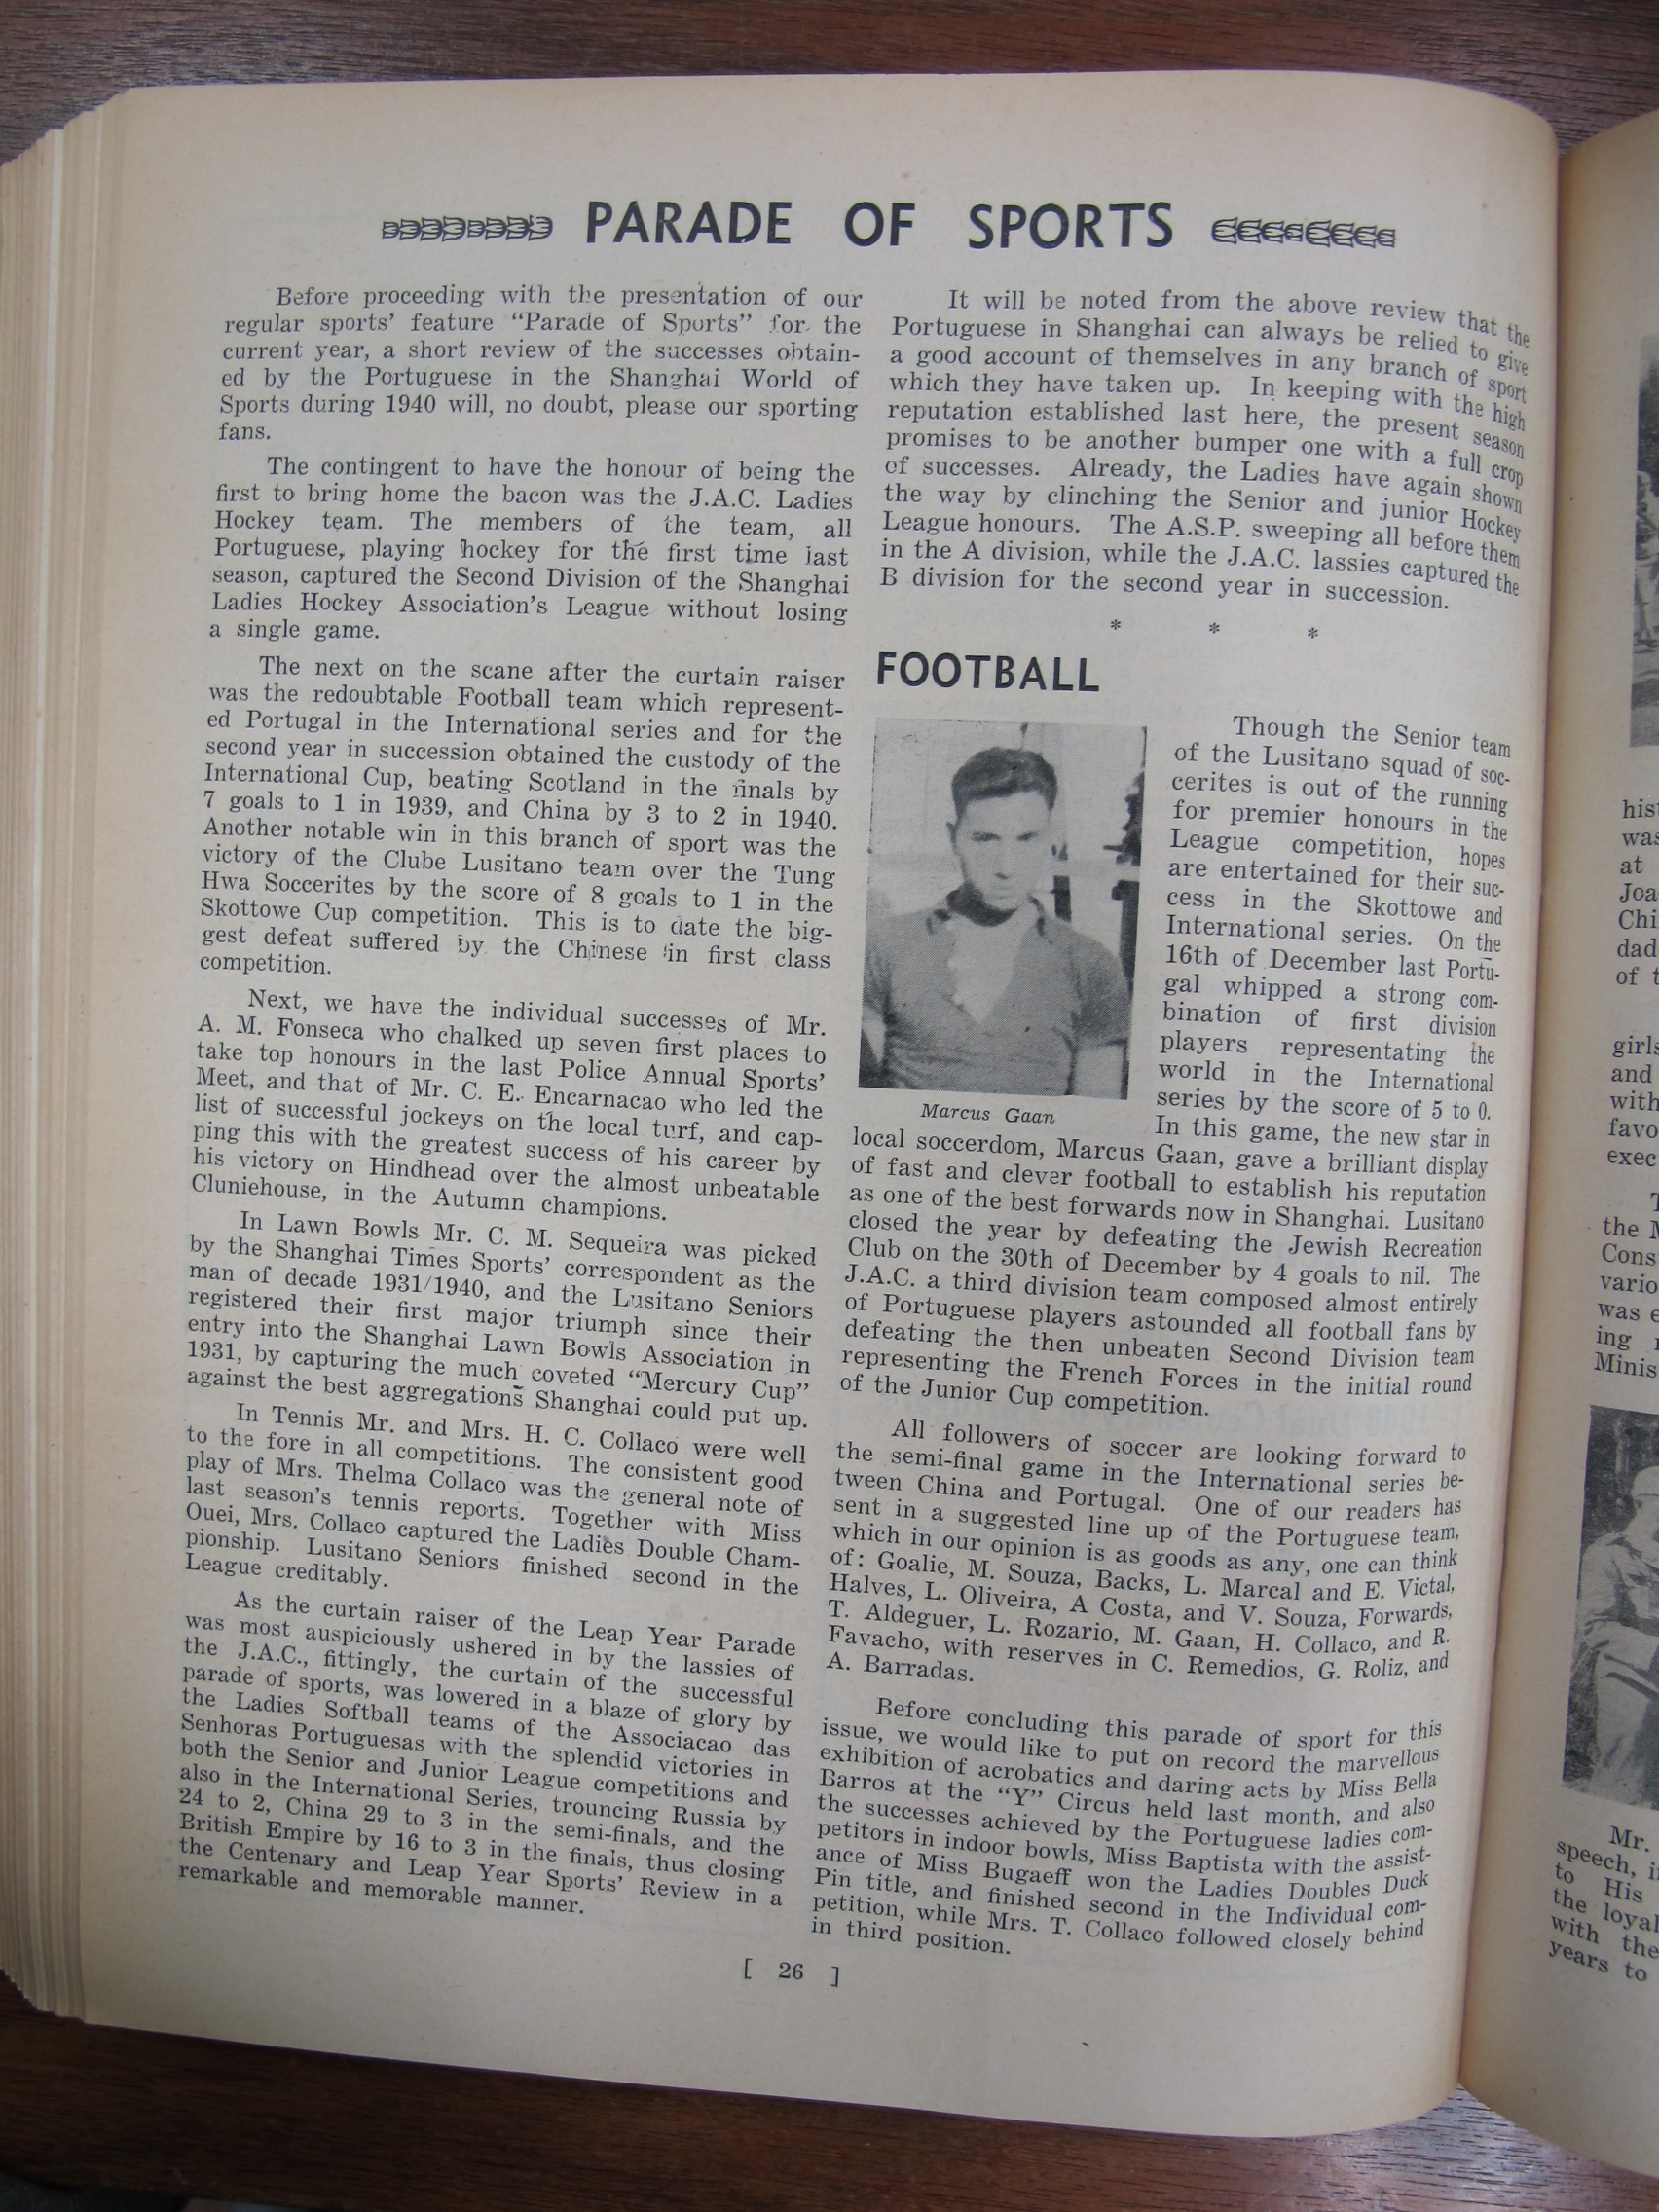 PARADE OF SPORTS
Before proceeding with the presentation of our
regular sports' feature "Parade of Sports" for the
current year, a short review of the successes obtain-
ed by the Portuguese in the Shanghai World of
Sports during 1940 will, no doubt, please our sporting
fans.
The contingent to have the honour of being the
first to bring home the bacon was the J.A.C. Ladies
Hockey team. The members of the team, all
Portuguese, playing hockey for the first time last
season, captured the Second Division of the Shanghai
Ladies Hockey Association's League without losing
a single game.
The next on the scane after the curtain raiser
was the redoubtable Football team which represent-
ed Portugal in the International series and for the
second year in succession obtained the custody of the
International Cup, beating Scotland in the finals by
7 goals to 1 in 1939, and China by 3 to 2 in 1940.
Another notable win in this branch of sport was the
victory of the Clube Lusitano team over the Tung
Hwa Soccerites by the score of 8 goals to 1 in the
Skottowe Cup competition. This is to date the big-
gest defeat suffered by the Chinese in first class
competition.
Next, we have the individual successes of Mr.
A. M. Fonseca who chalked up seven first places to
take top honours in the last Police Annual Sports'
Meet, and that of Mr. C. E. Encarnacao who led the
list of successful jockeys on the local turf, and cap-
ping this with the greatest success of his career by
his victory on Hindhead over the almost unbeatable
Cluniehouse, in the Autumn champions.
In Lawn Bowls Mr. C. M. Sequeira was picked
by the Shanghai Times Sports' correspondent as the
man of decade 1931/1940, and the Lusitano Seniors
registered their first major triumph since their
entry into the Shanghai Lawn Bowls Association in
1931, by capturing the much coveted "Mercury Cup"
against the best aggregations Shanghai could put up.
In Tennis Mr. and Mrs. H. C. Collaco were well
to the fore in all competitions. The consistent good
play of Mrs. Thelma Collaco was the general note of
last season's tennis reports. Together with Miss
Ouei, Mrs. Collaco captured the Ladies Double Cham-
pionship. Lusitano Seniors finished second in the
League creditably.
As the curtain raiser of the Leap Year Parade
was most auspiciously ushered in by the lassies of
the J.A.C., fittingly, the curtain of the successful
parade of sports, was lowered in a blaze of glory by
the Ladies Softball teams of the Associacao das
Senhoras Portuguesas with the splendid victories in
both the Senior and Junior League competitions and
also in the International Series, trouncing Russia by
24 to 2, China 29 to 3 in the semi-finals, and the
British Empire by 16 to 3 in the finals, thus closing
the Centenary and Leap Year Sports' Review in a
remarkable and memorable manner.
It will be noted from the above review that the
Portuguese in Shanghai can always be relied to give
a good account of themselves in any branch of sport
which they have taken up. In keeping with the high
reputation established last here, the present season
promises to be another bumper one with a full crop
of successes. Already, the Ladies have again shown
the way by clinching the Senior and junior Hockey
League honours. The A.S.P. sweeping all before them
in the A division, while the J.A.C. lassies captured the
B division for the second year in succession.
* * *
FOOTBALL
Though the Senior team
of the Lusitano squad of soc-
cerites is out of the running
for premier honours in the
League competition, hopes
are entertained for their suc-
cess in the Skottowe and
International series. On the
16th of December last Portu-
gal whipped a strong com-
bination of first division
players representating the
world in the International
series by the score of 5 to 0.
Marcus Gaan
In this game, the new star in
local soccerdom, Marcus Gaan, gave a brilliant display
of fast and clever football to establish his reputation
as one of the best forwards now in Shanghai. Lusitano
closed the year by defeating the Jewish Recreation
Club on the 30th of December by 4 goals to nil. The
J.A.C. a third division team composed almost entirely
of Portuguese players astounded all football fans by
defeating the then unbeaten Second Division team
representing the French Forces in the initial round
of the Junior Cup competition.
All followers of soccer are looking forward to
the semi-final game in the International series be-
tween China and Portugal. One of our readers has
sent in a suggested line up of the Portuguese team,
which in our opinion is as goods as any, one can think
of: Goalie, M. Souza, Backs, L. Marcal and E. Victal,
Halves, L. Oliveira, A Costa, and V. Souza, Forwards,
T. Aldeguer, L. Rozario, M. Gaan, H. Collaco, and R.
Favacho, with reserves in C. Remedios, G. Roliz, and
A. Barradas.
Before concluding this parade of sport for this
issue, we would like to put on record the marvellous
exhibition of acrobatics and daring acts by Miss Bella
Barros at the "Y" Circus held last month, and also
the successes achieved by the Portuguese ladies com-
petitors in indoor bowls, Miss Baptista with the assist-
ance of Miss Bugaeff won the Ladies Doubles Duck
Pin title, and finished second in the Individual com-
petition, while Mrs. T. Collaco followed closely behind
in third position.
[ 26 ]
his
was
at
Joa
Chi
dad
of t
girls
and
with
favo
exec
the M
Cons
vario
was e
ing
Minis
Mr.
speech, i
to His
the loyal
with the
years to